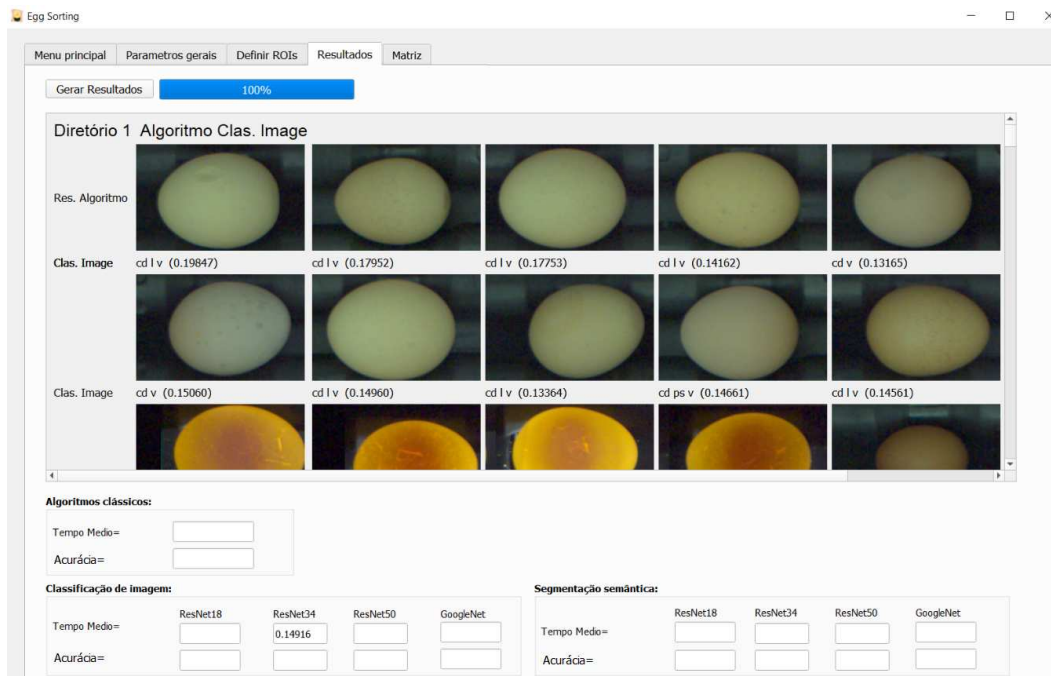 Egg Sorting
Menu principal Parametros gerais Definir ROIs Resultados Matriz
Gerar Resultados 100%
Diretório 1 Algoritmo Clas. Image
Res. Algoritmo
Clas. Image cd l v (0.19847) cd l v (0.17952) cd l v (0.17753) cd l v (0.14162) cd v (0.13165)
Clas. Image cd v (0.15060) cd l v (0.14960) cd l v (0.13364) cd ps v (0.14661) cd l v (0.14561)
Algoritmos clássicos:
Tempo Medio=
Acurácia=
Classificação de imagem:
ResNet18 ResNet34 ResNet50 GoogleNet
Tempo Medio= 0.14916
Acurácia=
Segmentação semântica:
ResNet18 ResNet34 ResNet50 GoogleNet
Tempo Medio=
Acurácia=